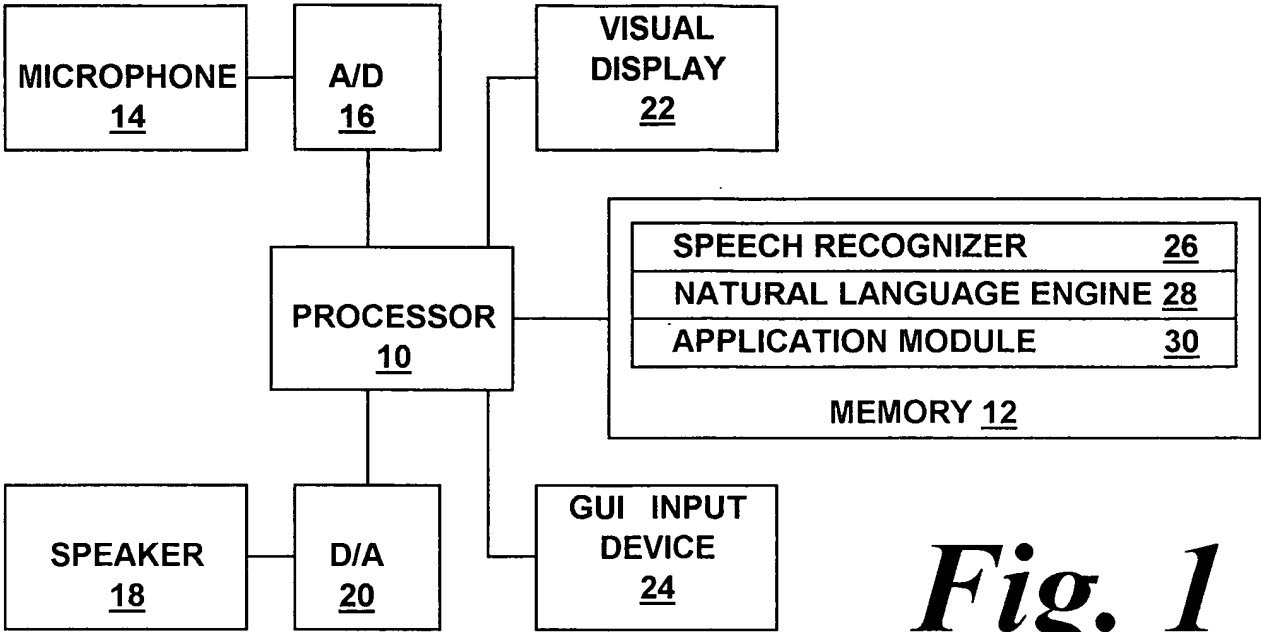 MICROPHONE
14
A/D
16
VISUAL
DISPLAY
22
PROCESSOR
10
SPEECH RECOGNIZER 26
NATURAL LANGUAGE ENGINE 28
APPLICATION MODULE 30
MEMORY 12
SPEAKER
18
D/A
20
GUI INPUT
DEVICE
24
Fig. 1